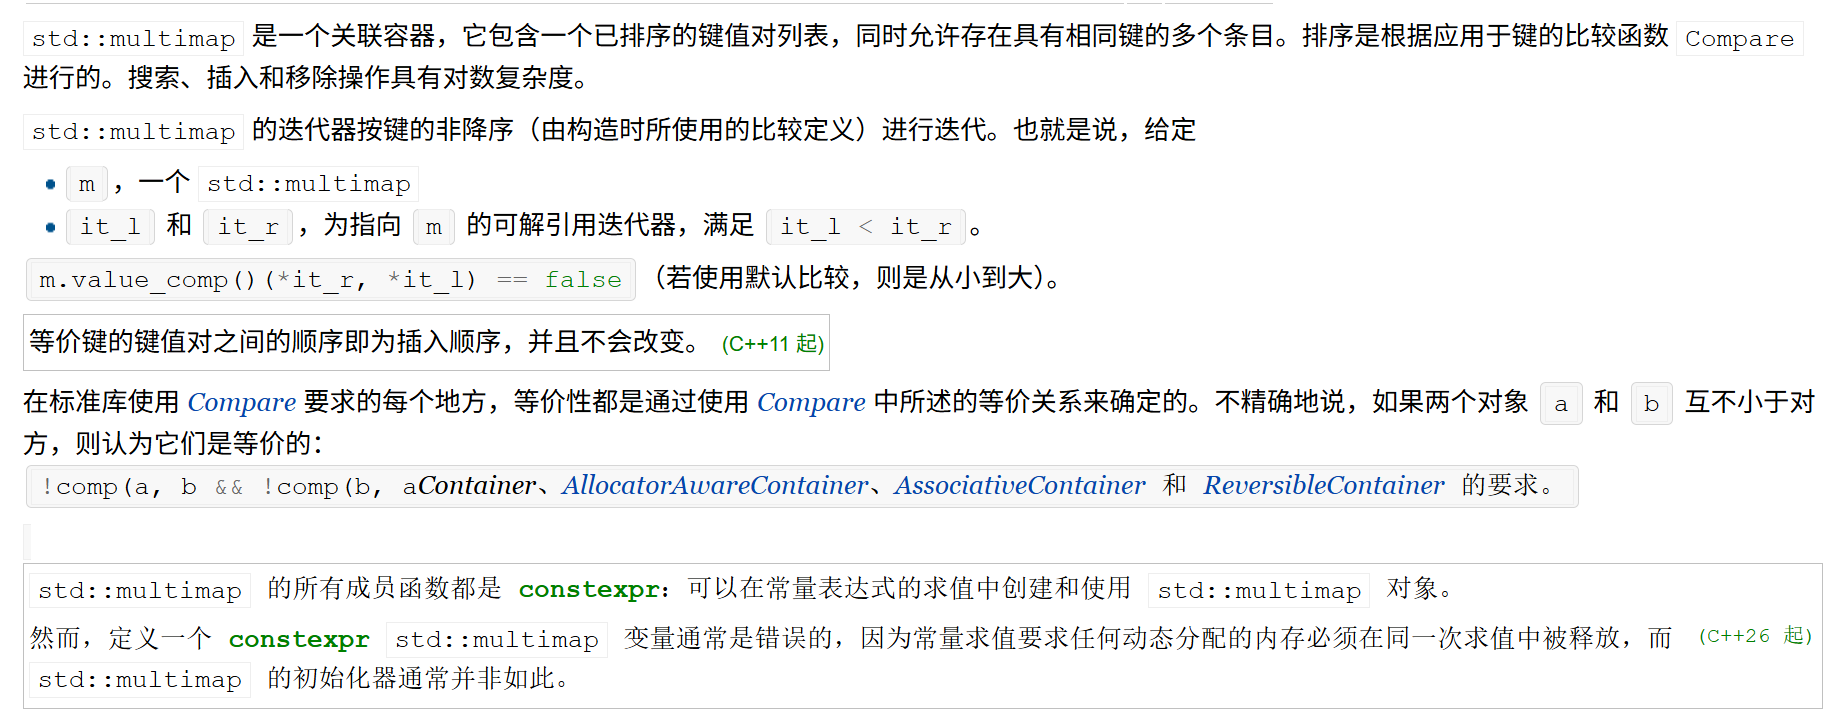 std::multimap 是一个关联容器，它包含一个已排序的键值对列表，同时允许存在具有相同键的多个条目。排序是根据应用于键的比较函数 Compare
进行的。搜索、插入和移除操作具有对数复杂度。
std::multimap 的迭代器按键的非降序（由构造时所使用的比较定义）进行迭代。也就是说，给定
m ，一个 std::multimap
it_l 和 it_r ，为指向 m 的可解引用迭代器，满足 it_l < it_r 。
m.value_comp()(*it_r, *it_l) == false （若使用默认比较，则是从小到大）。
等价键的键值对之间的顺序即为插入顺序，并且不会改变。 (C++11 起)
在标准库使用 Compare 要求的每个地方，等价性都是通过使用 Compare 中所述的等价关系来确定的。不精确地说，如果两个对象 a 和 b 互不小于对
方，则认为它们是等价的：
!comp(a, b && !comp(b, aContainer、AllocatorAwareContainer、AssociativeContainer 和 ReversibleContainer 的要求。
std::multimap 的所有成员函数都是 constexpr：可以在常量表达式的求值中创建和使用 std::multimap 对象。
然而，定义一个 constexpr std::multimap 变量通常是错误的，因为常量求值要求任何动态分配的内存必须在同一次求值中被释放，而 (C++26 起)
std::multimap 的初始化器通常并非如此。